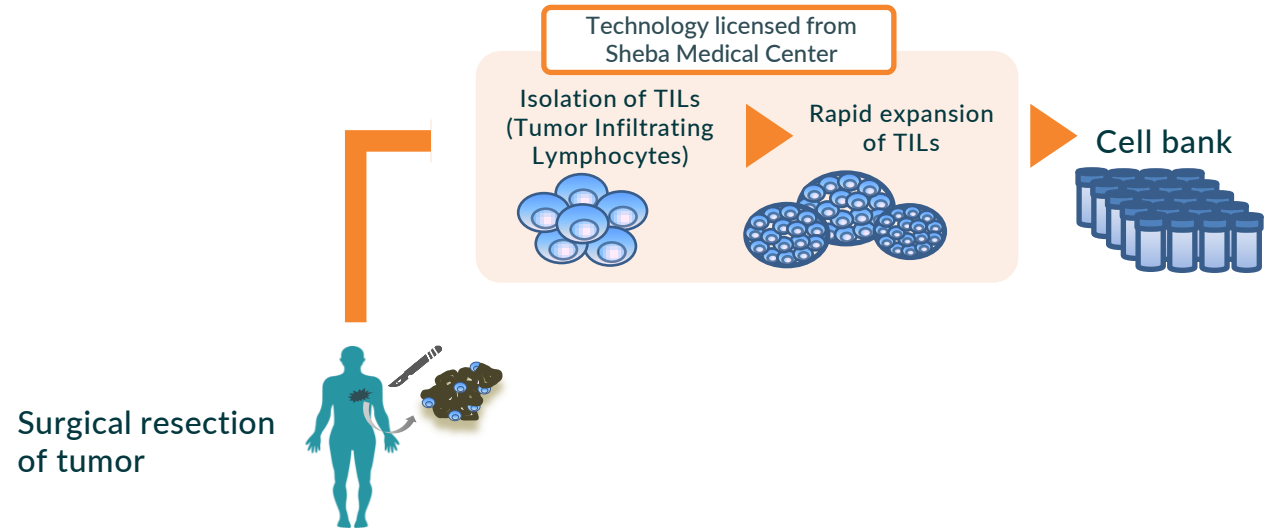 Technology licensed from
Sheba Medical Center
Isolation of TILs
(Tumor Infiltrating
Lymphocytes)
Rapid expansion
of TILs
Cell bank
Surgical resection
of tumor